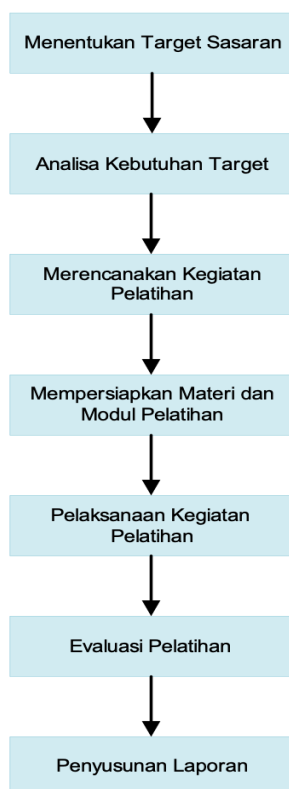 Menentukan Target Sasaran
Analisa Kebutuhan Target
Merencanakan Kegiatan
Pelatihan
Mempersiapkan Materi dan
Modul Pelatihan
Pelaksanaan Kegiatan
Pelatihan
Evaluasi Pelatihan
Penyusunan Laporan